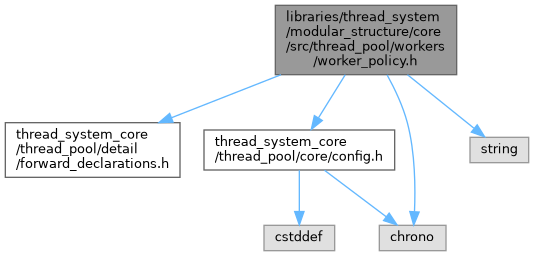 libraries/thread_system
/modular_structure/core
/src/thread_pool/workers
/worker_policy.h
thread_system_core
/thread_pool/detail
/forward_declarations.h
thread_system_core
/thread_pool/core/config.h
string
cstddef
chrono